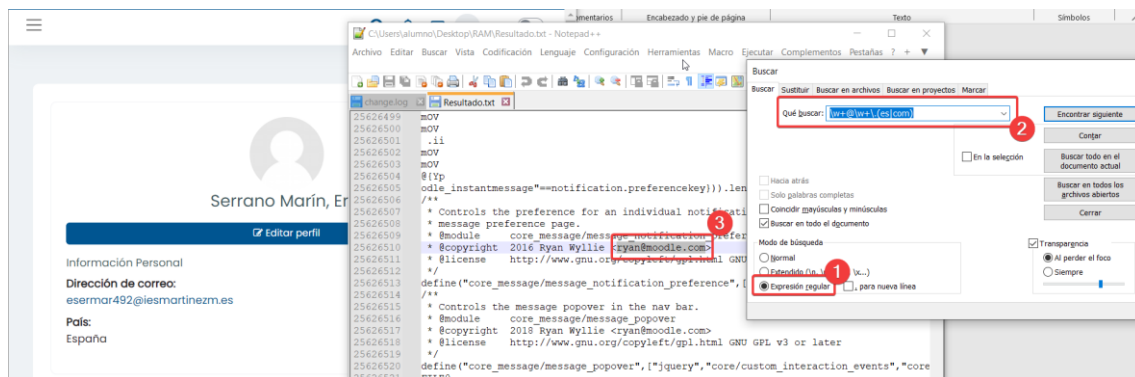 Encabezado y pie de página
Texto
Símbolos
C:\Users\alumno\Desktop\RAM\Resultado.txt - Notepad++
Archivo Editar Buscar Vista Codificación Lenguaje Configuración Herramientas Macro Ejecutar Complementos Pestañas ? +
change.log
Resultado.txt
25626499 mOV
25626500 mOV
25626501 .ii
25626502 mOV
25626503 mOV
25626504 @[Yp
25626505 odle_instantmessage"==notification.preferencekey})).len
25626506 /**
25626507 * Controls the preference for an individual notificati
25626508 * message preference page.
25626509 * @module core_message/message_notification_prefer
25626510 * @copyright 2016 Ryan Wyllie <ryan@moodle.com>
25626511 * @license http://www.gnu.org/copyleft/gpl.html GNU
25626512 */
25626513 define("core_message/message_notification_preference",[
25626514 /**
25626515 * Controls the message popover in the nav bar.
25626516 * @module core_message/message_popover
25626517 * @copyright 2018 Ryan Wyllie <ryan@moodle.com>
25626518 * @license http://www.gnu.org/copyleft/gpl.html GNU GPL v3 or later
25626519 */
25626520 define("core_message/message_popover",["jquery","core/custom_interaction_events","core
3
Serrano Marín, Er
Editar perfil
Información Personal
Dirección de correo:
esermar492@iesmartinezm.es
País:
España
Buscar
Buscar Sustituir Buscar en archivos Buscar en proyectos Marcar
Qué buscar: \w+@\w+\.(es|com)
2
Encontrar siguiente
Contar
En la selección
Buscar todo en el documento actual
Buscar en todos los archivos abiertos
Cerrar
Hacia atrás
Solo palabras completas
Coincidir mayúsculas y minúsculas
Buscar en todo el documento
Modo de búsqueda
Normal
Extendido (\n, \x...)
1
Expresión regular
. para nueva línea
Transparencia
Al perder el foco
Siempre